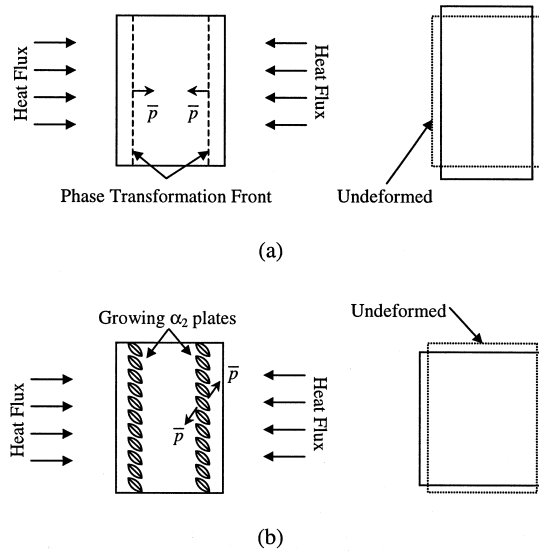 Heat Flux
p̅
p̅
Heat Flux
Phase Transformation Front
Undeformed
(a)
Growing α₂ plates
Undeformed
Heat Flux
p̅
p̅
Heat Flux
(b)